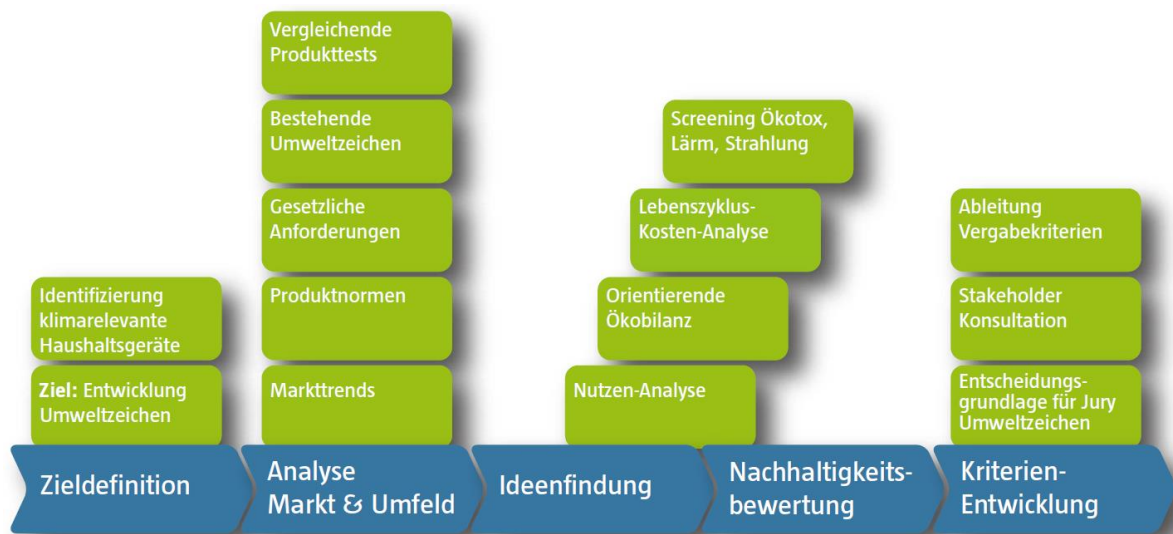 Vergleichende
Produkttests
Bestehende
Umweltzeichen
Gesetzliche
Anforderungen
Produktnormen
Markttrends
Identifizierung
klimarelevante
Haushaltsgeräte
Ziel: Entwicklung
Umweltzeichen
Screening Ökotox,
Lärm, Strahlung
Lebenszyklus-
Kosten-Analyse
Orientierende
Ökobilanz
Nutzen-Analyse
Ableitung
Vergabekriterien
Stakeholder
Konsultation
Entscheidungs-
grundlage für Jury
Umweltzeichen
Zieldefinition
Analyse
Markt & Umfeld
Ideenfindung
Nachhaltigkeits-
bewertung
Kriterien-
Entwicklung